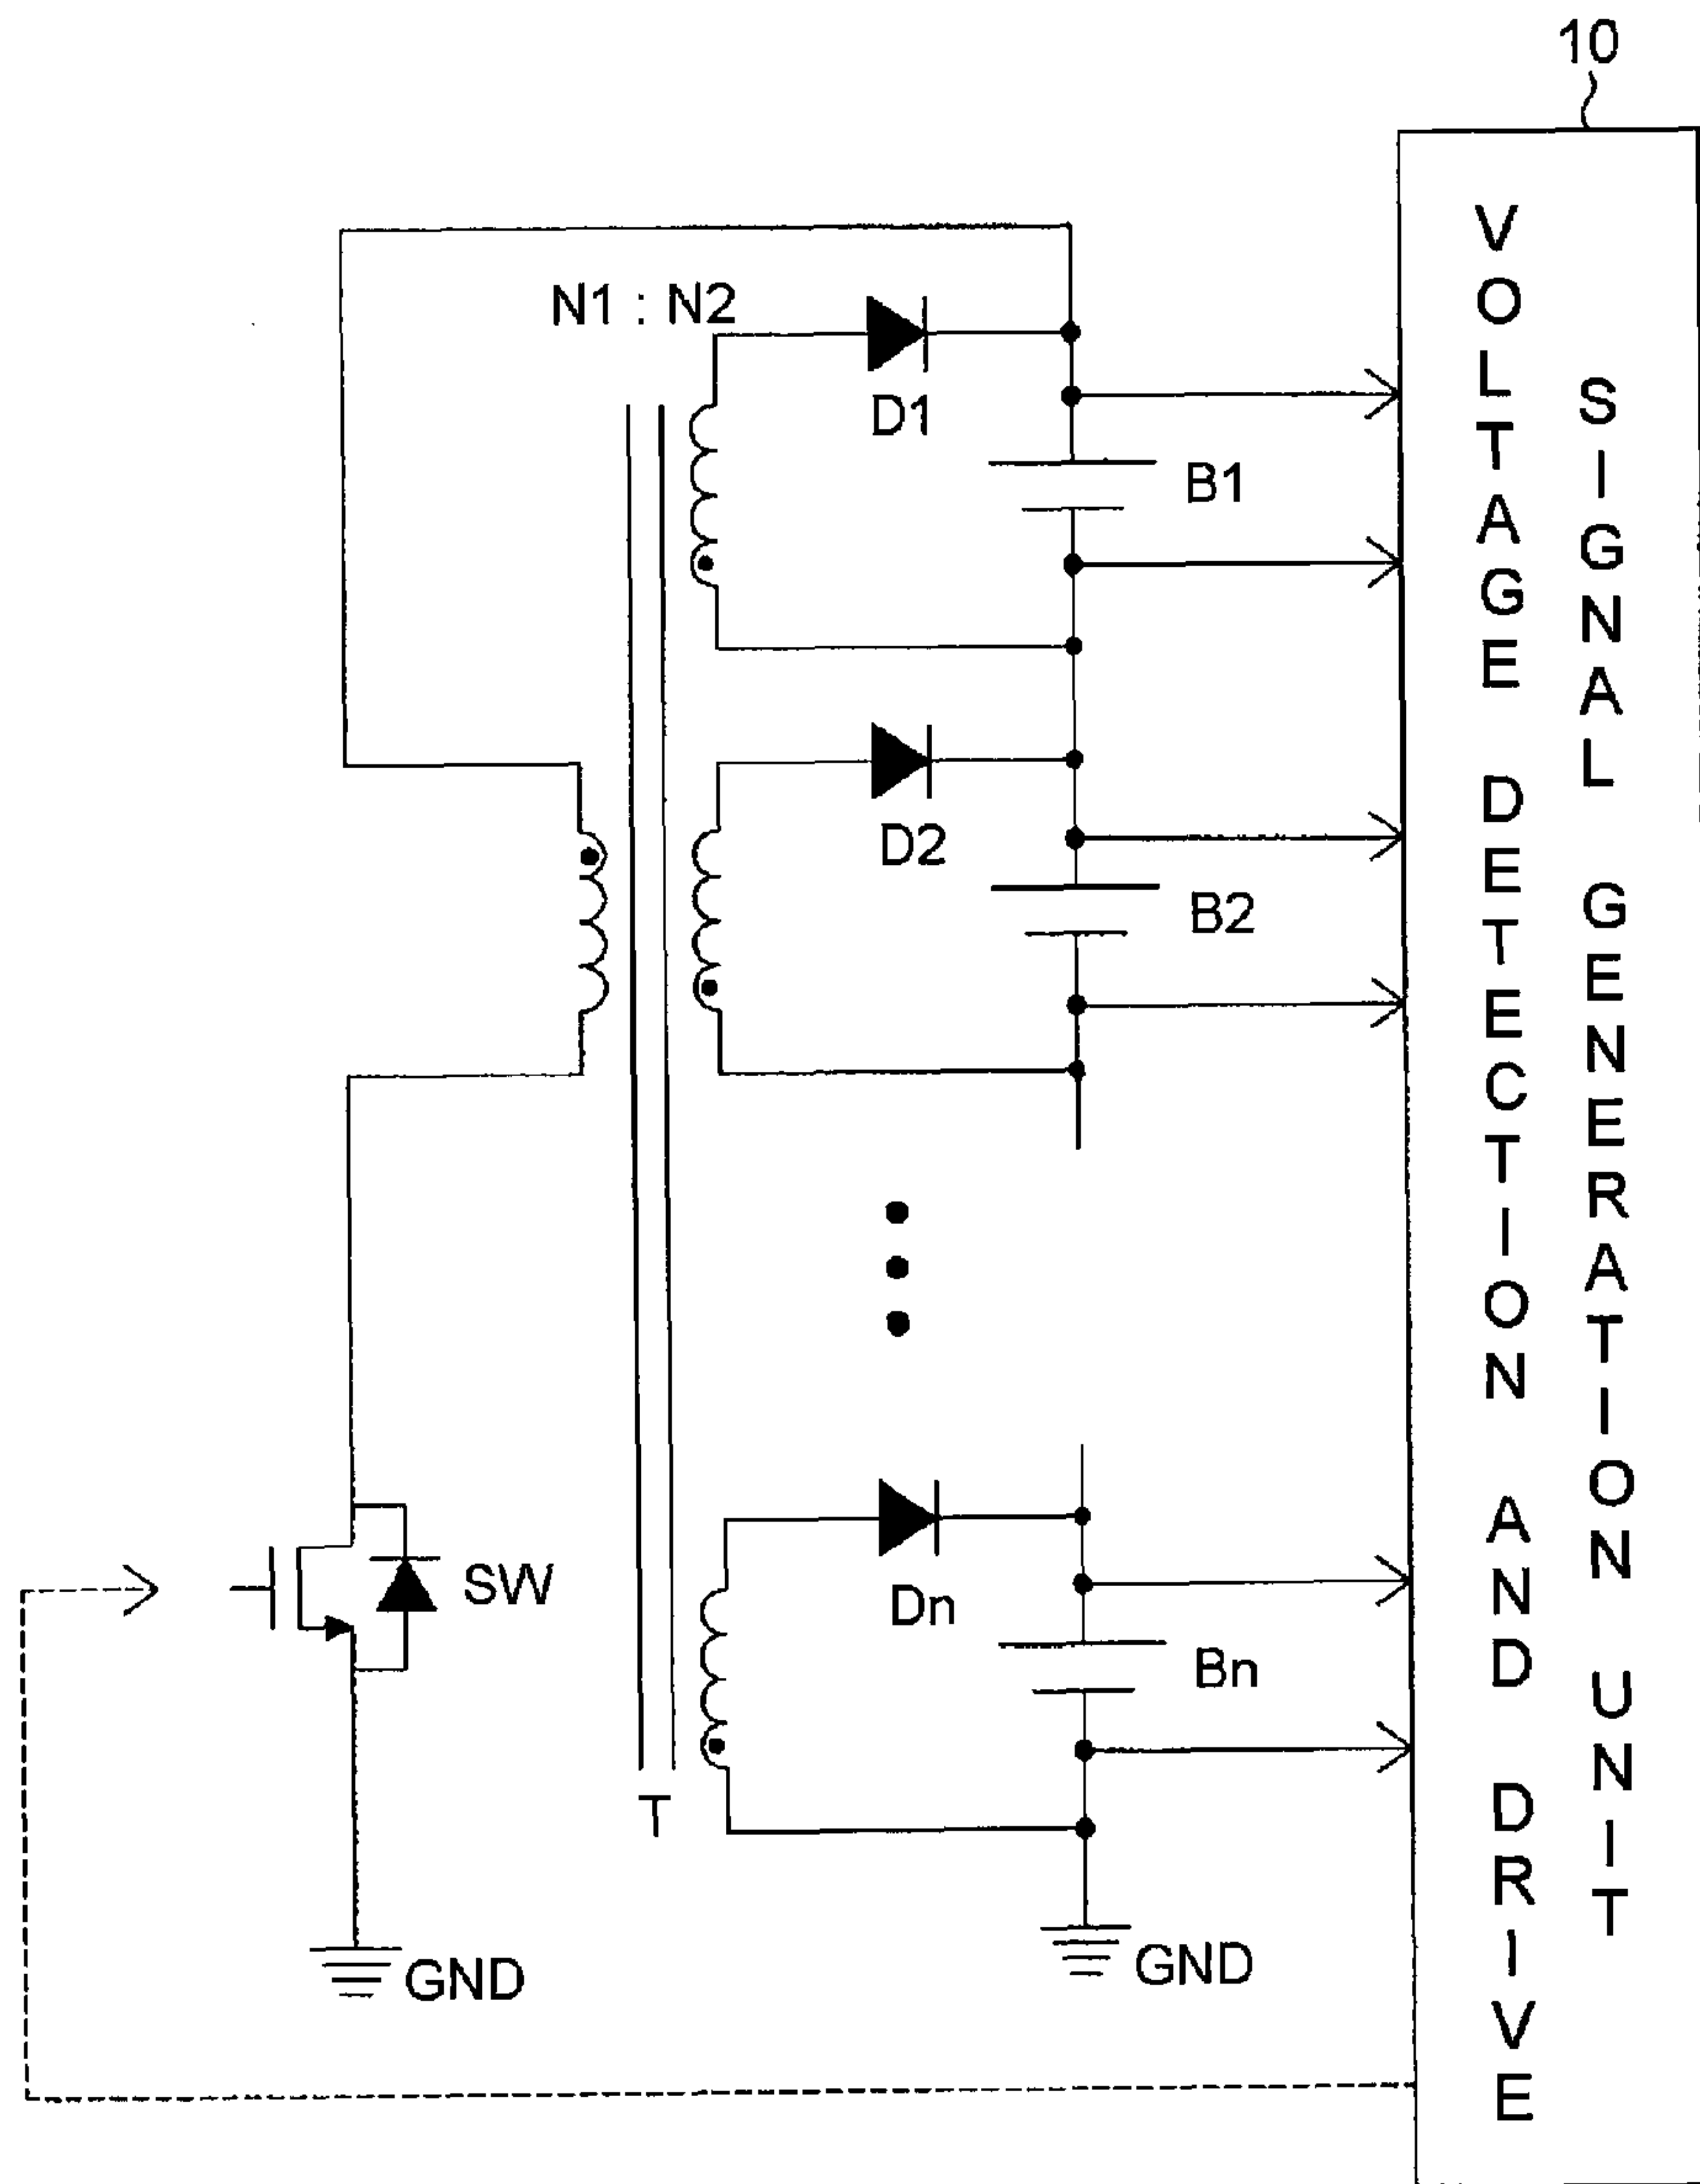 10
N1 : N2
D1
B1
D2
B2
Dn
Bn
SW
T
GND
GND
VOLTAGE DETECTION AND DRIVE
SIGNAL GENERATION UNIT